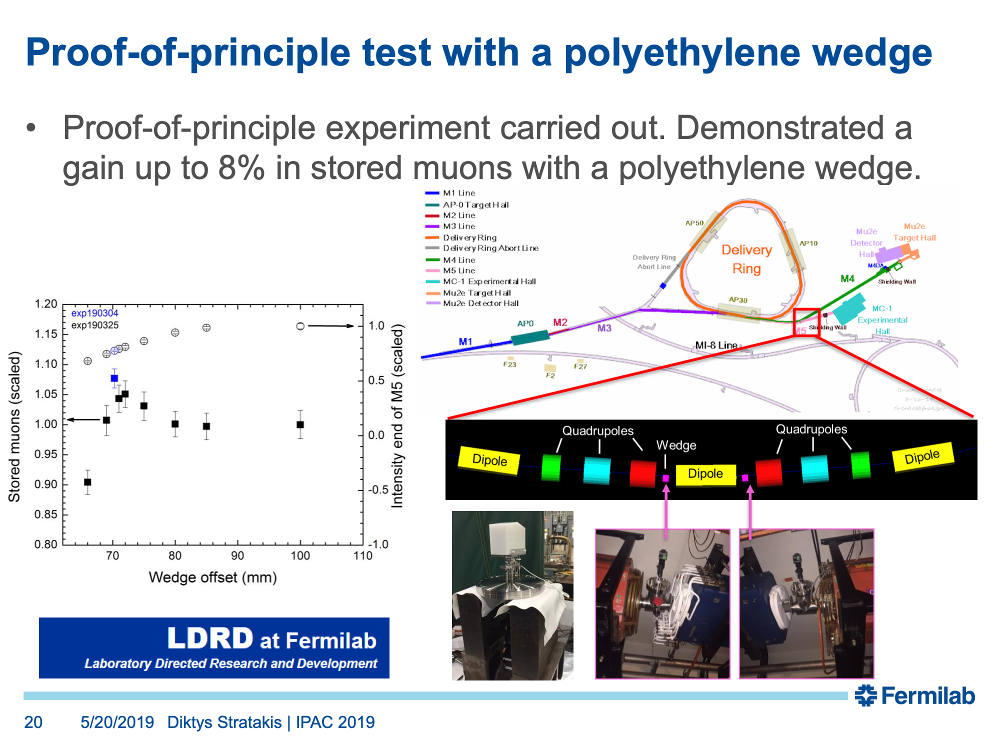 Proof-of-principle test with a polyethylene wedge
• Proof-of-principle experiment carried out. Demonstrated a
gain up to 8% in stored muons with a polyethylene wedge.
M1 Line
AP-0 Target Hall
M2 Line
M3 Line
Delivery Ring
Delivery Ring Abort Line
M4 Line
M5 Line
MC-1 Experimental Hall
Mu2e Target Hall
Mu2e Detector Hall
AP50
AP10
AP30
Delivery
Ring
Delivery Ring
Abort Line
Mu2e
Detector
Hall
Mu2e
Target Hall
M4DA
Shielding Wall
M4
MC-1
Experimental
Hall
M5
Shielding Wall
AP0
M2
M3
M1
MI-8 Line
F23
F2
F27
5-16-1
drendel@fnal.gov
exp190304
exp190325
1.20
1.15
1.10
1.05
1.00
0.95
0.90
0.85
0.80
Stored muons (scaled)
1.0
0.5
0.0
-0.5
-1.0
Intensity end of M5 (scaled)
70
80
90
100
110
Wedge offset (mm)
Quadrupoles
Quadrupoles
Wedge
Dipole
Dipole
Dipole
LDRD at Fermilab
Laboratory Directed Research and Development
Fermilab
20 5/20/2019 Diktys Stratakis | IPAC 2019